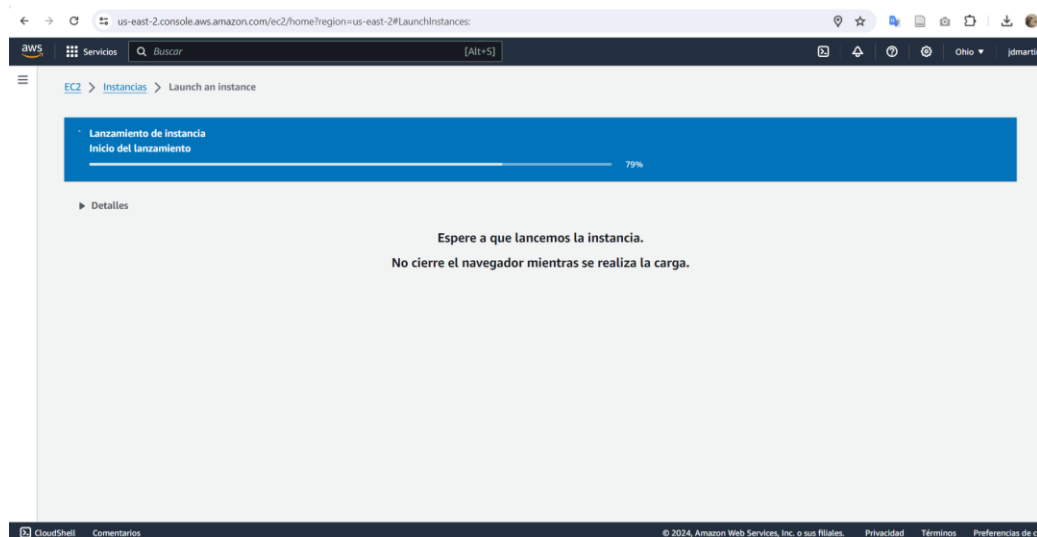 us-east-2.console.aws.amazon.com/ec2/home?region=us-east-2#LaunchInstances:
aws Servicios Buscar [Alt+S] Ohio jdmarti
EC2 > Instancias > Launch an instance
Lanzamiento de instancia
Inicio del lanzamiento
79%
Detalles
Espere a que lancemos la instancia.
No cierre el navegador mientras se realiza la carga.
CloudShell Comentarios © 2024, Amazon Web Services, Inc. o sus filiales. Privacidad Términos Preferencias de c